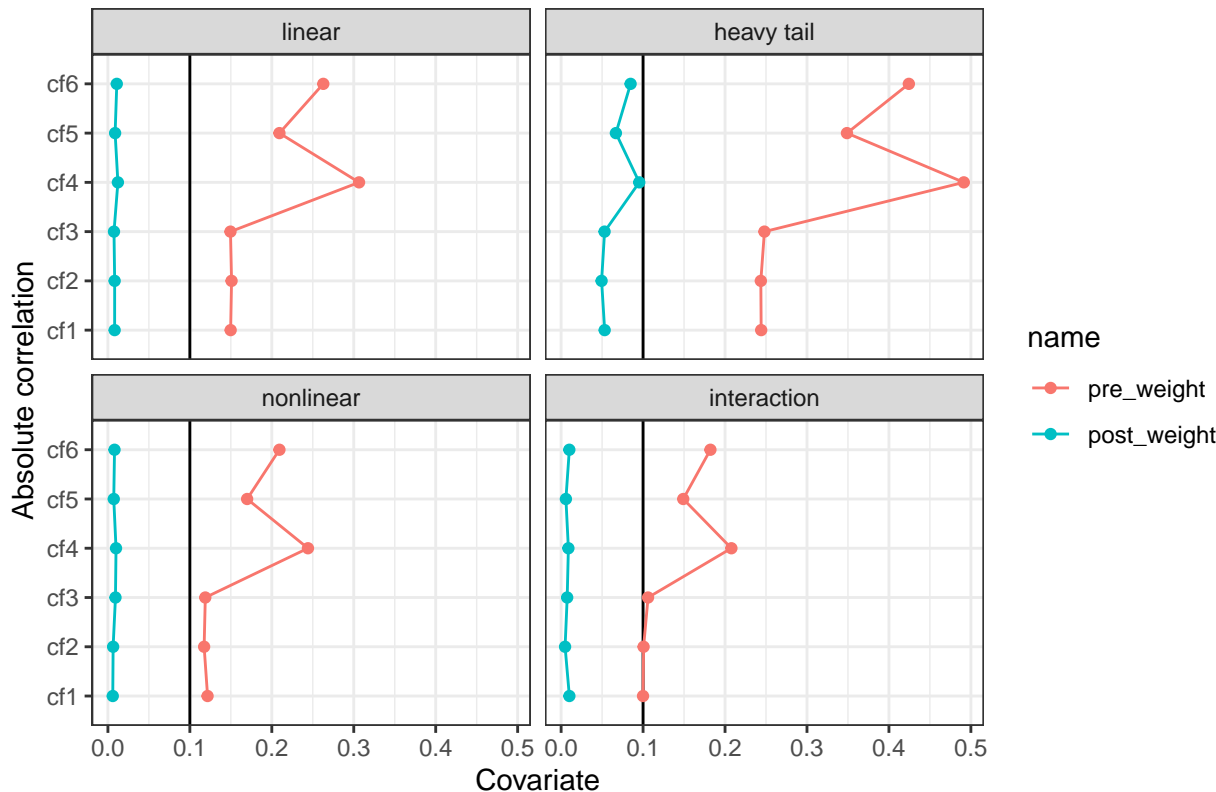 linear
heavy tail
cf6
cf5
cf4
cf3
cf2
cf1
nonlinear
interaction
cf6
cf5
cf4
cf3
cf2
cf1
0.0 0.1 0.2 0.3 0.4 0.5
0.0 0.1 0.2 0.3 0.4 0.5
Covariate
Absolute correlation
name
pre_weight
post_weight